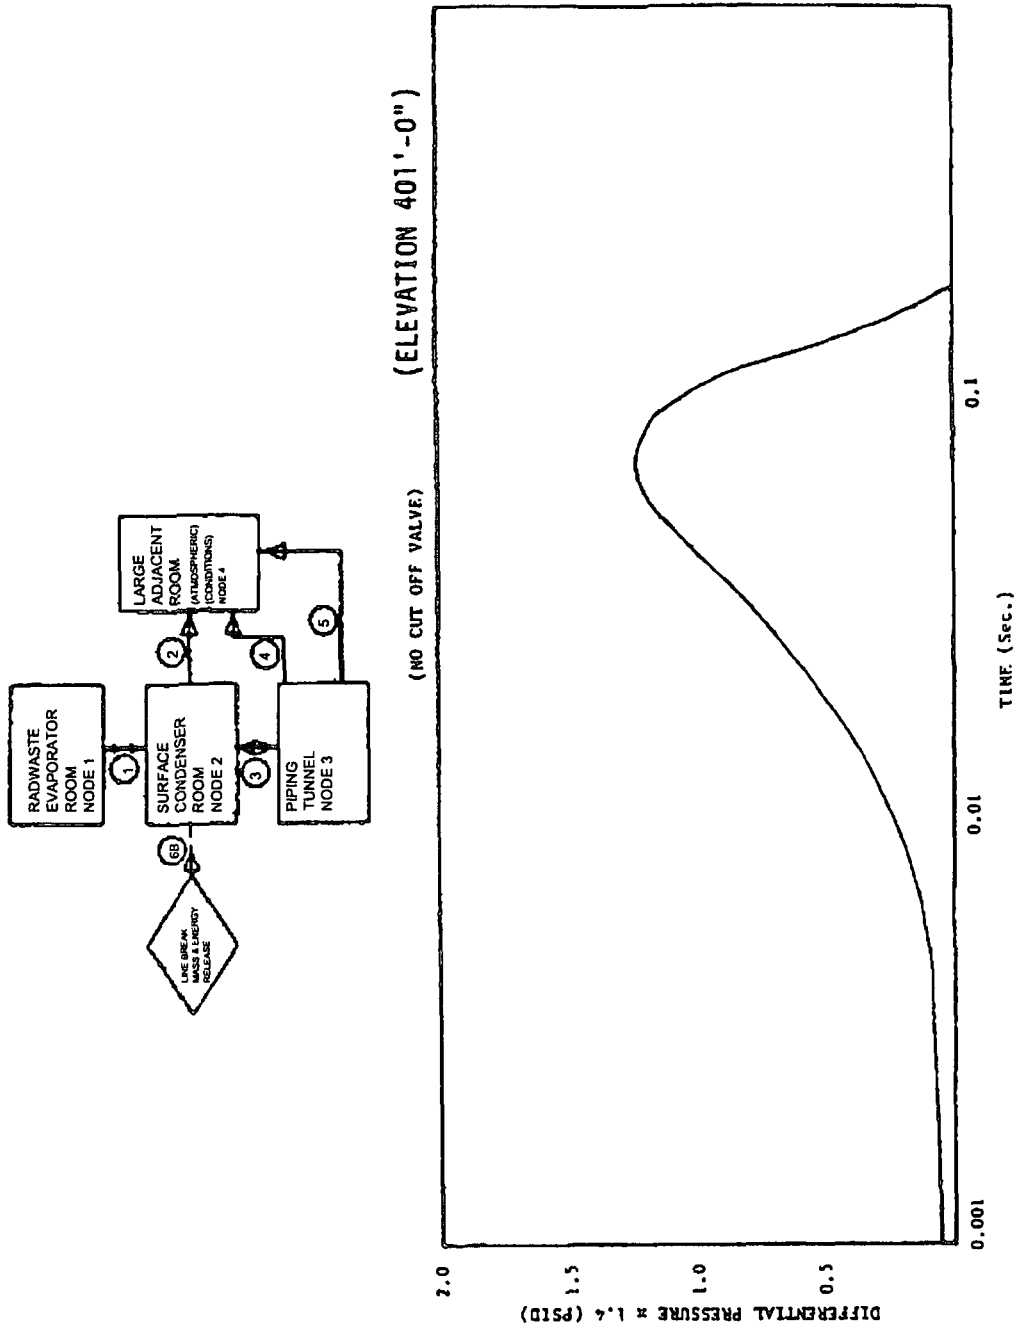 RADWASTE
EVAPORATOR
ROOM
NODE 1
1
LINE BREAK
MASS & ENERGY
RELEASE
6B
SURFACE
CONDENSER
ROOM
NODE 2
2
LARGE
ADJACENT
ROOM
(ATMOSPHERIC)
(CONDITIONS)
NODE 4
3
4
PIPING
TUNNEL
NODE 3
5
(NO CUT OFF VALVE)
(ELEVATION 401'-0")
DIFFERENTIAL PRESSURE x 1.4 (PSID)
2.0
1.5
1.0
0.5
0.001
0.01
0.1
TIME (Sec.)